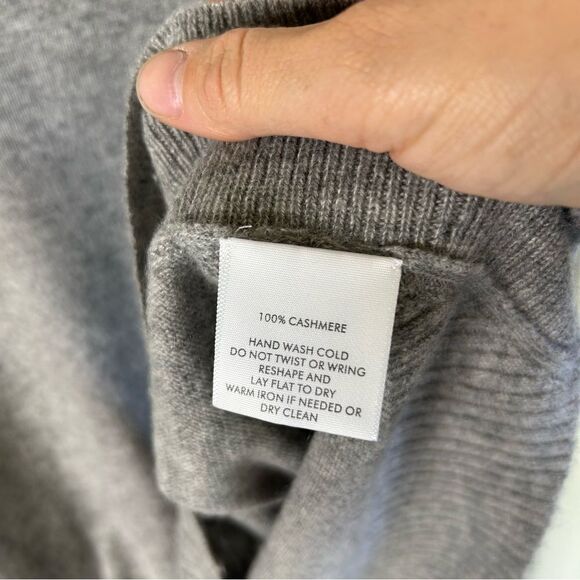 100% CASHMERE
HAND WASH COLD
DO NOT TWIST OR WRING
RESHAPE AND
LAY FLAT TO DRY
WARM IRON IF NEEDED OR
DRY CLEAN